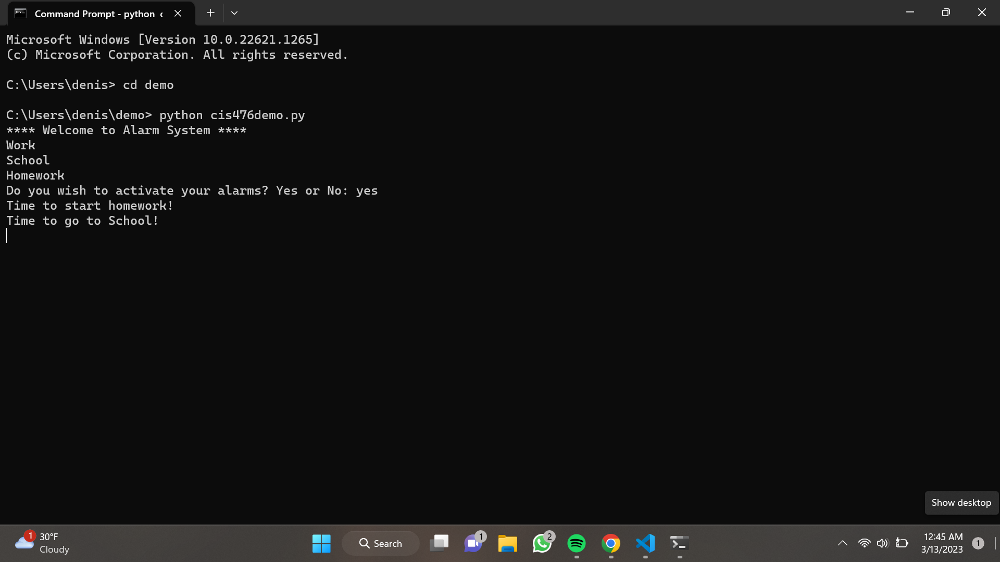 Command Prompt - python c
Microsoft Windows [Version 10.0.22621.1265]
(c) Microsoft Corporation. All rights reserved.
C:\Users\denis> cd demo
C:\Users\denis\demo> python cis476demo.py
**** Welcome to Alarm System ****
Work
School
Homework
Do you wish to activate your alarms? Yes or No: yes
Time to start homework!
Time to go to School!
Show desktop
1
30°F
Cloudy
Search
1
2
12:45 AM
3/13/2023
1